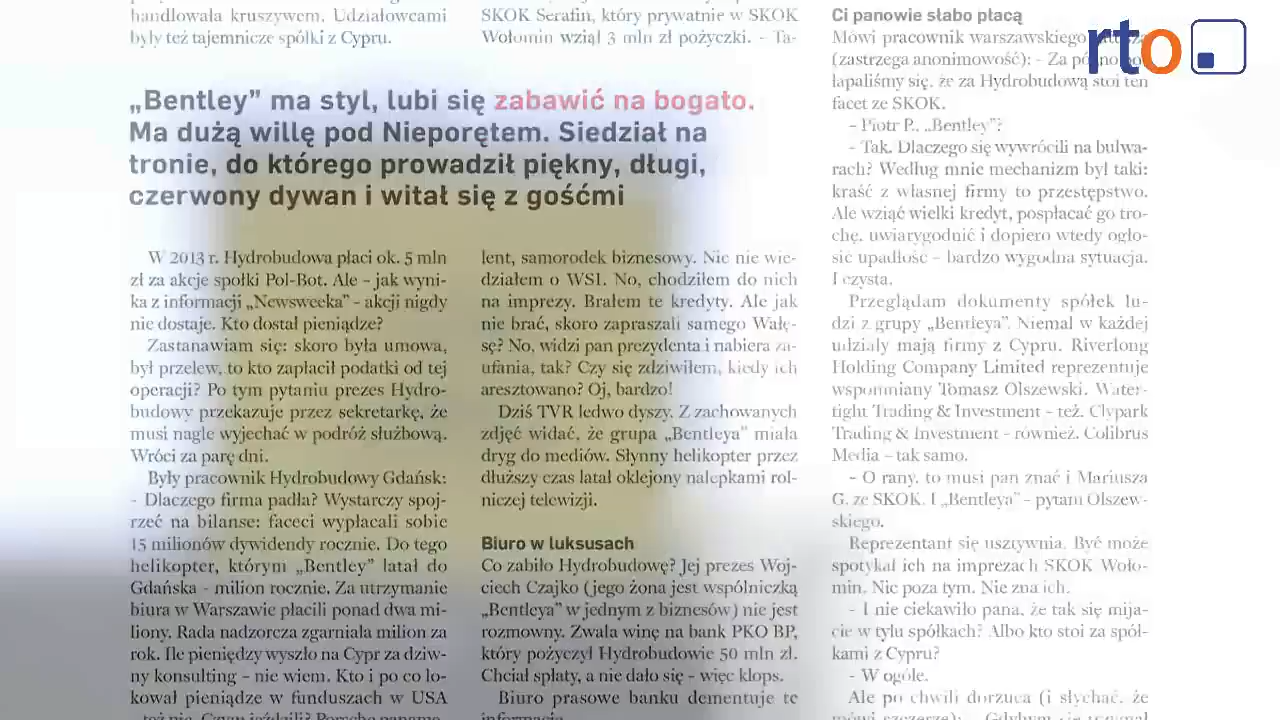 handlowała kruszywem. Udziałowcami
były też tajemnicze spółki z Cypru.
„Bentley” ma styl, lubi się zabawić na bogato.
Ma dużą willę pod Nieporętem. Siedział na
tronie, do którego prowadził piękny, długi,
czerwony dywan i witał się z gośćmi
W 2013 r. Hydrobudowa płaci ok. 5 mln
zł za akcje spółki Pol-Bot. Ale – jak wyni-
ka z informacji „Newsweeka” – akcji nigdy
nie dostaje. Kto dostał pieniądze?
Zastanawiam się: skoro była umowa,
był przelew, to kto zapłacił podatki od tej
operacji? Po tym pytaniu prezes Hydro-
budowy przekazuje przez sekretarkę, że
musi nagle wyjechać w podróż służbową.
Wróci za parę dni.
Były pracownik Hydrobudowy Gdańsk:
- Dlaczego firma padła? Wystarczy spoj-
rzeć na bilanse: faceci wypłacali sobie
15 milionów dywidendy rocznie. Do tego
helikopter, którym „Bentley” latał do
Gdańska – milion rocznie. Za utrzymanie
biura w Warszawie płacili ponad dwa mi-
liony. Rada nadzorcza zgarniała milion za
rok. Ile pieniędzy wyszło na Cypr za dziw-
ny konsulting – nie wiem. Kto i po co lo-
kował pieniądze w funduszach w USA
SKOK Serafin, który prywatnie w SKOK
Wołomin wziął 3 mln zł pożyczki. – Ta-
lent, samorodek biznesowy. Nic nie wie-
działem o WSI. No, chodziłem do nich
na imprezy. Brałem te kredyty. Ale jak
nie brać, skoro zapraszali samego Wałę-
sę? No, widzi pan prezydenta i nabiera za-
ufania, tak? Czy się zdziwiłem, kiedy ich
aresztowano? Oj, bardzo!
Dziś TVR ledwo dyszy. Z zachowanych
zdjęć widać, że grupa „Bentleya” miała
dryg do mediów. Słynny helikopter przez
dłuższy czas latał oklejony nalepkami rol-
niczej telewizji.
Biuro w luksusach
Co zabiło Hydrobudowę? Jej prezes Woj-
ciech Czajko (jego żona jest wspólniczką
„Bentleya” w jednym z biznesów) nie jest
rozmowny. Zwala winę na bank PKO BP,
który pożyczył Hydrobudowie 50 mln zł.
Chciał spłaty, a nie dało się – więc klops.
Biuro prasowe banku dementuje te
Ci panowie słabo płacą
Mówi pracownik warszawskiego
(zastrzega anonimowość): – Za
łapaliśmy się, że za Hydrobudową stoi ten
facet ze SKOK.
– Piotr P., „Bentley”?
– Tak. Dlaczego się wywrócili na bulwa-
rach? Według mnie mechanizm był taki:
kraść z własnej firmy to przestępstwo.
Ale wziąć wielki kredyt, pospłacać go tro-
chę, uwiarygodnić i dopiero wtedy ogło-
sić upadłość – bardzo wygodna sytuacja.
I czysta.
Przeglądam dokumenty spółek lu-
dzi z grupy „Bentleya”. Niemal w każdej
udziały mają firmy z Cypru. Riverlong
Holding Company Limited reprezentuje
wspomniany Tomasz Olszewski. Water-
tight Trading & Investment – też. Clypark
Trading & Investment – również. Colibrus
Media – tak samo.
– O rany, to musi pan znać i Mariusza
G. ze SKOK. I „Bentleya” – pytam Olszew-
skiego.
Reprezentant się usztywnia. Być może
spotykał ich na imprezach SKOK Woło-
min. Nic poza tym. Nie zna ich.
– I nie ciekawiło pana, że tak się mija-
cie w tylu spółkach? Albo kto stoi za spół-
kami z Cypru?
– W ogóle.
Ale po chwili dorzuca (i słychać, że
rto